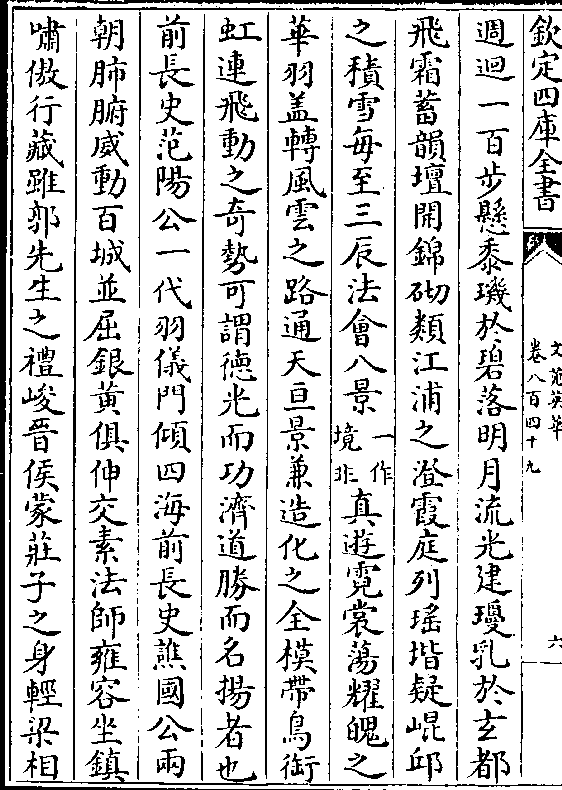 欽定四庫全書
文苑英華
卷八百四十九
六
週迴一百步懸黍璣於碧落明月流光建瓊乳於玄都
飛霜蓄韻壇開錦砌類江浦之澄霞庭列瑶堦疑崐邱
之積雪每至三辰法會八景一作境非真遊霓裳蕩耀魄之
華羽盖轉風雲之路通天亘景兼造化之全模帶鳥銜
虹連飛動之奇勢可謂德光而功濟道勝而名揚者也
前長史范陽公一代羽儀門傾四海前長史譙國公兩
朝肺腑威動百城並屈銀黄俱伸交素法師雍容坐鎮
嘯傲行藏雖郭先生之禮峻晉侯蒙莊子之身輕梁相